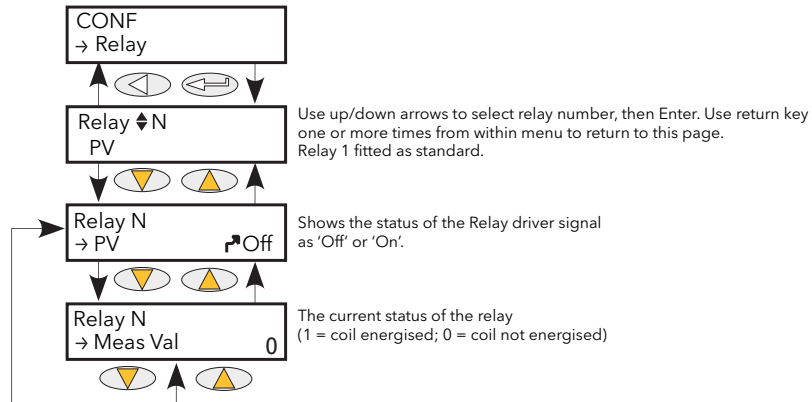 CONF
→ Relay
Relay ♦N
PV
Use up/down arrows to select relay number, then Enter. Use return key
one or more times from within menu to return to this page.
Relay 1 fitted as standard.
Relay N
→ PV Off
Shows the status of the Relay driver signal
as ‘Off’ or ‘On’.
Relay N
→ Meas Val 0
The current status of the relay
(1 = coil energised; 0 = coil not energised)